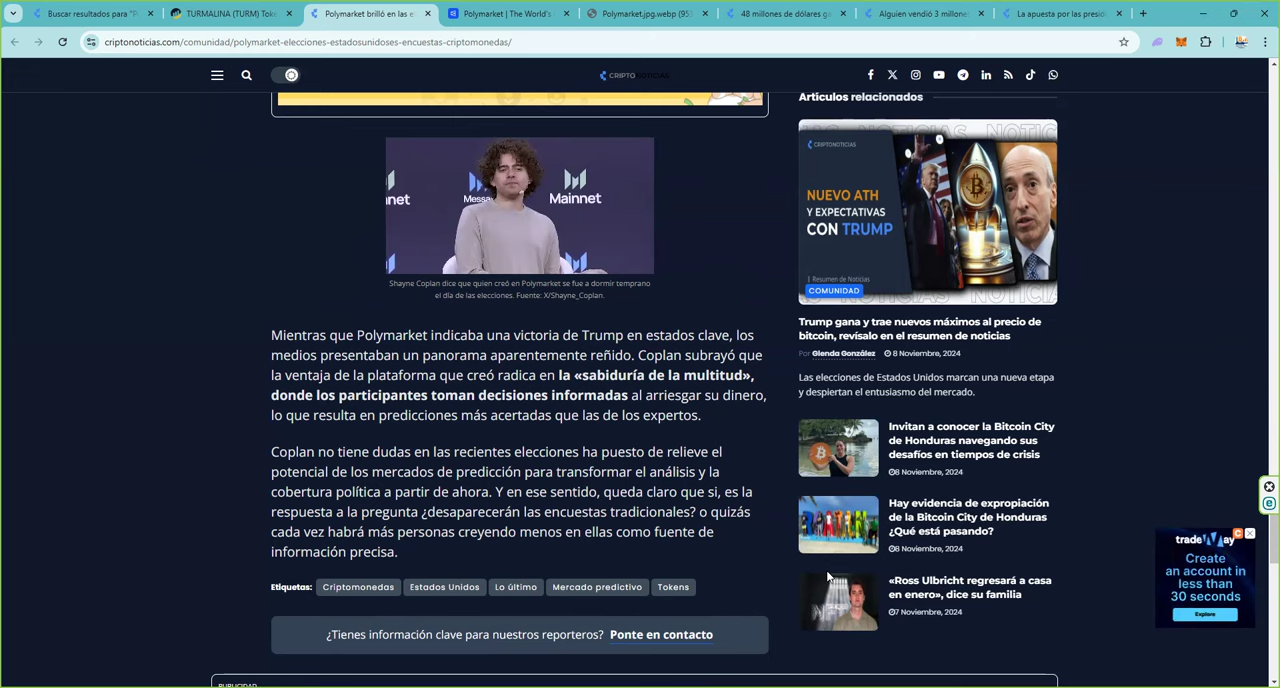 Buscar resultados para "P
TURMALINA (TURM) Toke
Polymarket brilló en las e
Polymarket | The World's
Polymarket.jpg.webp (953
48 millones de dólares ga
Alguien vendió 3 millone
La apuesta por las presid
criptonoticias.com/comunidad/polymarket-elecciones-estadosunidoses-encuestas-criptomonedas/
CRIPTONOTICIAS
Mainnet
Messa
nnet
Shayne Coplan dice que quien creó en Polymarket se fue a dormir temprano
el día de las elecciones. Fuente: X/Shayne_Coplan.
Mientras que Polymarket indicaba una victoria de Trump en estados clave, los
medios presentaban un panorama aparentemente reñido. Coplan subrayó que
la ventaja de la plataforma que creó radica en la «sabiduría de la multitud»,
donde los participantes toman decisiones informadas al arriesgar su dinero,
lo que resulta en predicciones más acertadas que las de los expertos.
Coplan no tiene dudas en las recientes elecciones ha puesto de relieve el
potencial de los mercados de predicción para transformar el análisis y la
cobertura política a partir de ahora. Y en ese sentido, queda claro que si, es la
respuesta a la pregunta ¿desaparecerán las encuestas tradicionales? o quizás
cada vez habrá más personas creyendo menos en ellas como fuente de
información precisa.
Etiquetas: Criptomonedas Estados Unidos Lo último Mercado predictivo Tokens
¿Tienes información clave para nuestros reporteros? Ponte en contacto
PUBLICIDAD
Artículos relacionados
CRIPTONOTICIAS
NUEVO ATH
Y EXPECTATIVAS
CON TRUMP
| Resumen de Noticias
COMUNIDAD
Trump gana y trae nuevos máximos al precio de
bitcoin, revísalo en el resumen de noticias
Por Glenda González 8 Noviembre, 2024
Las elecciones de Estados Unidos marcan una nueva etapa
y despiertan el entusiasmo del mercado.
Invitan a conocer la Bitcoin City
de Honduras navegando sus
desafíos en tiempos de crisis
8 Noviembre, 2024
Hay evidencia de expropiación
de la Bitcoin City de Honduras
¿Qué está pasando?
8 Noviembre, 2024
«Ross Ulbricht regresará a casa
en enero», dice su familia
7 Noviembre, 2024
tradeWay
Create
an account in
less than
30 seconds
Explore